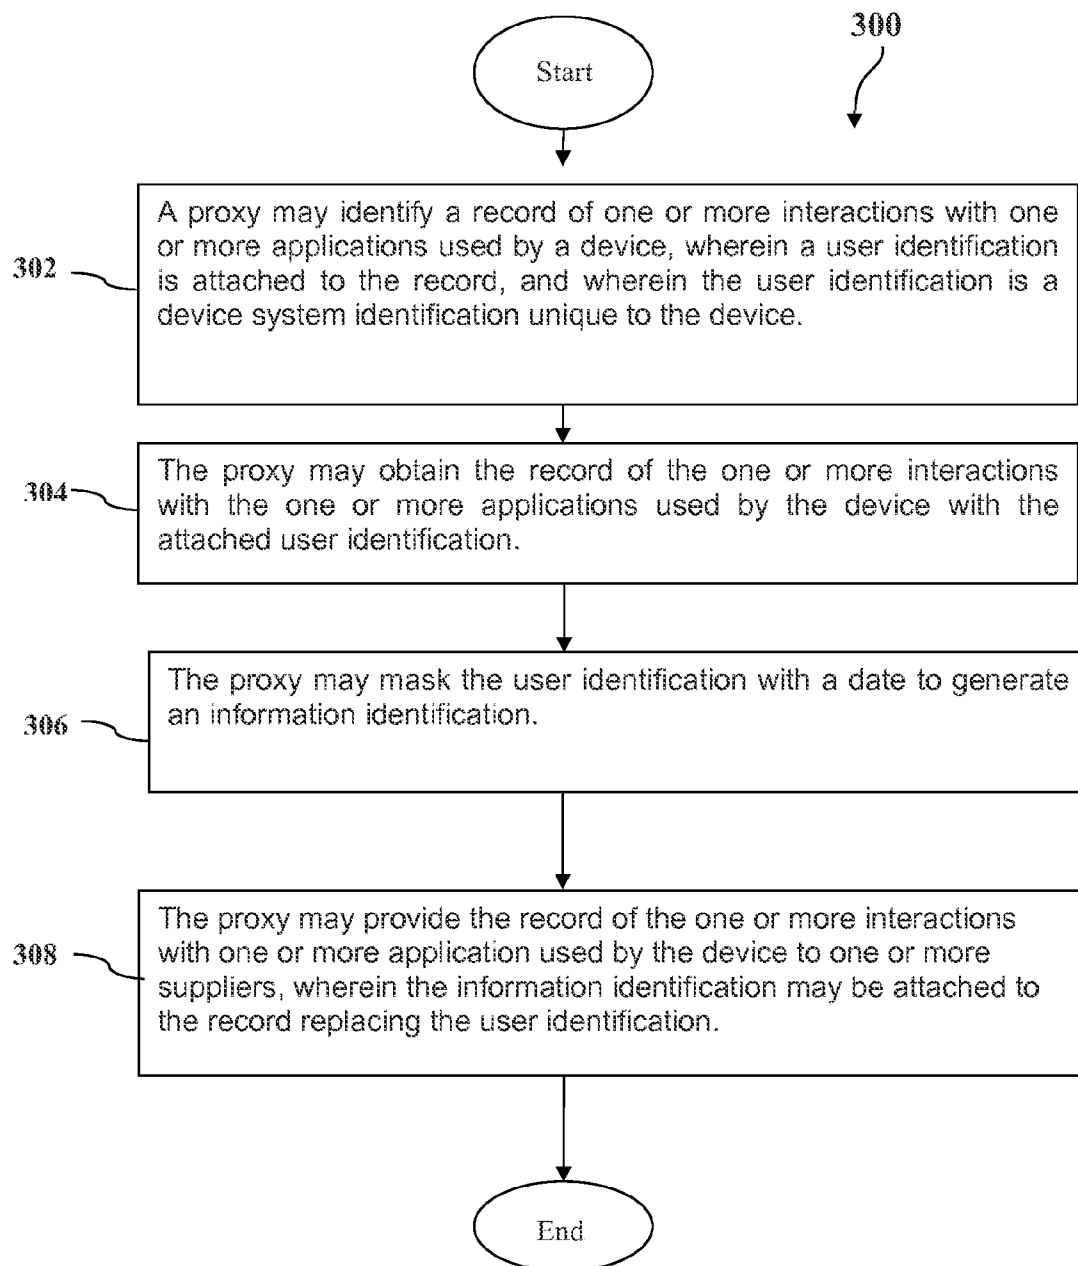 300
Start
302
A proxy may identify a record of one or more interactions with one
or more applications used by a device, wherein a user identification
is attached to the record, and wherein the user identification is a
device system identification unique to the device.
304
The proxy may obtain the record of the one or more interactions
with the one or more applications used by the device with the
attached user identification.
306
The proxy may mask the user identification with a date to generate
an information identification.
308
The proxy may provide the record of the one or more interactions
with one or more application used by the device to one or more
suppliers, wherein the information identification may be attached to
the record replacing the user identification.
End